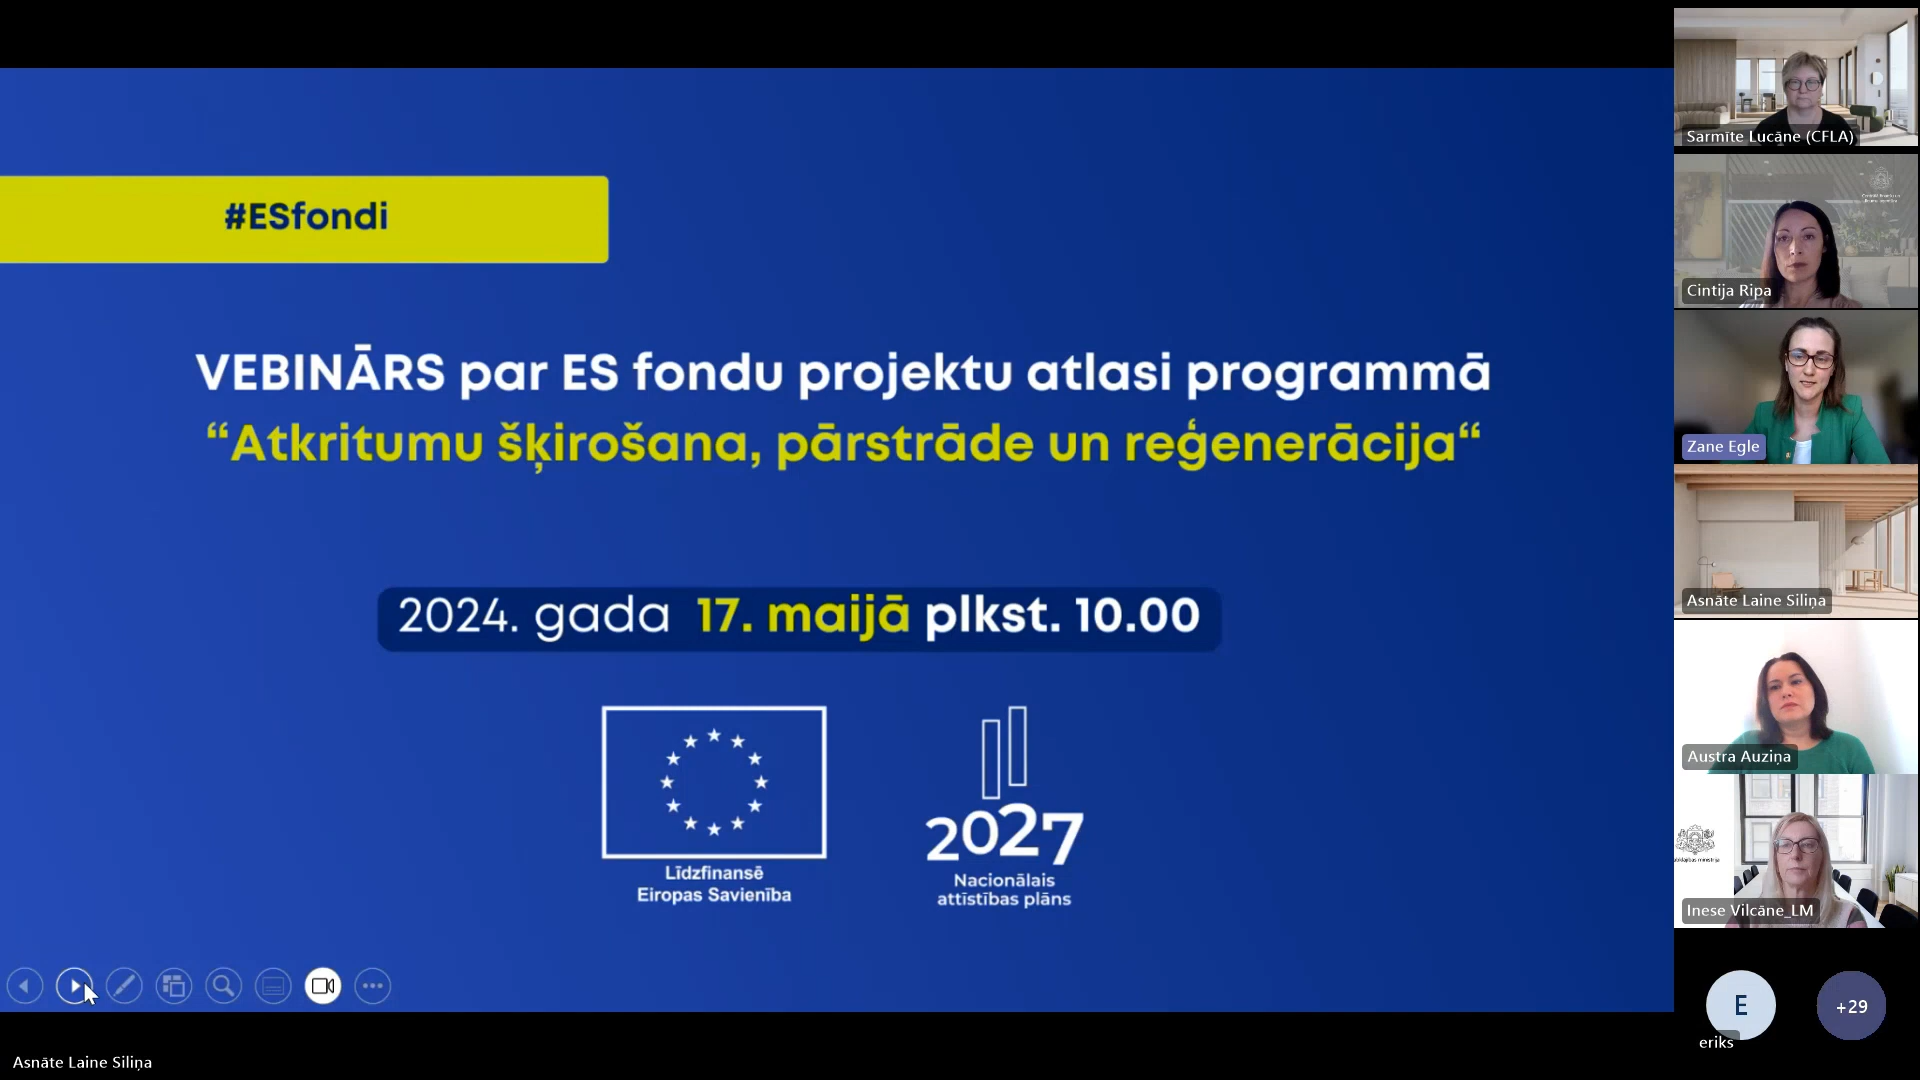 #ESfondi
VEBINĀRS par ES fondu projektu atlasi programmā
“Atkritumu šķirošana, pārstrāde un reģenerācija“
2024. gada 17. maijā plkst. 10.00
Līdzfinansē
Eiropas Savienība
2027
Nacionālais
attīstības plāns
Asnāte Laine Siliņa
Sarmīte Lucāne (CFLA)
Cintija Ripa
Zane Egle
Asnāte Laine Siliņa
Austra Auziņa
Inese Vilcāne_LM
E
eriks
+29